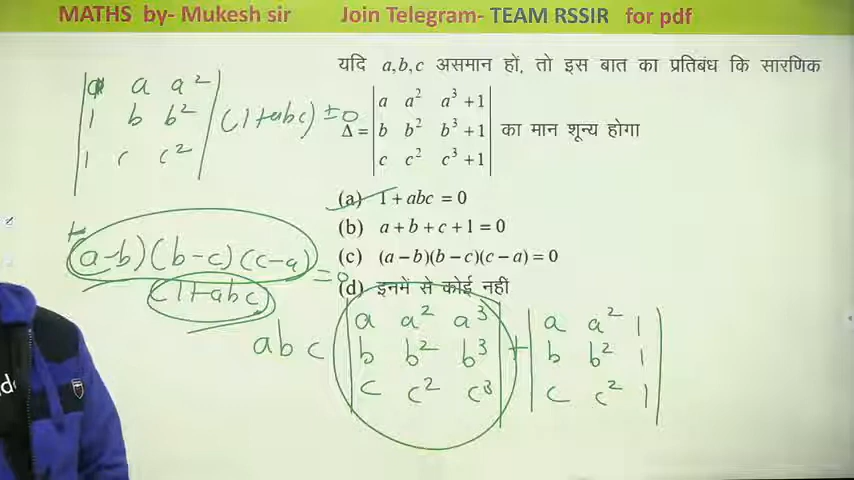 MATHS by- Mukesh sir Join Telegram- TEAM RSSIR for pdf
यदि a,b,c असमान हों, तो इस बात का प्रतिबंध कि सारणिक
Δ = | a a² a³+1 |
| b b² b³+1 | का मान शून्य होगा
| c c² c³+1 |
(a) 1+abc = 0
(b) a+b+c+1 = 0
(c) (a−b)(b−c)(c−a) = 0
(d) इनमें से कोई नहीं
a a²
1 b b² (1+abc) = 0
1 c c²
(a-b)(b-c)(c-a)
(1+abc) = 0
abc | a a² a³ | + | a a² 1 |
| b b² b³ | | b b² 1 |
| c c² c³ | | c c² 1 |